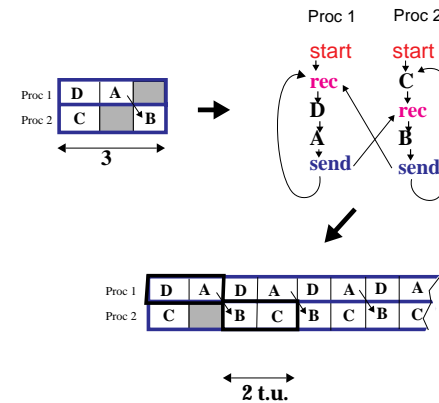 Proc 1 Proc 2
start start
rec C
D rec
A B
send send
Proc 1 D A
Proc 2 C B
3
Proc 1 D A D A D A D A
Proc 2 C B C B C B C
2 t.u.